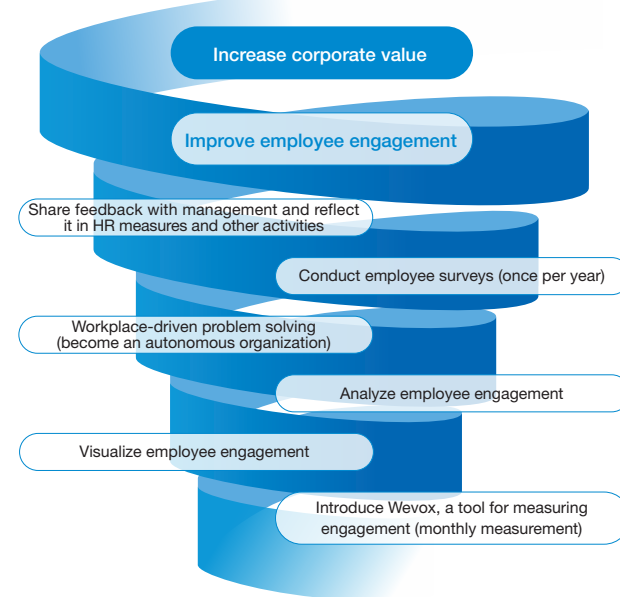 Increase corporate value
Improve employee engagement
Share feedback with management and reflect
it in HR measures and other activities
Conduct employee surveys (once per year)
Workplace-driven problem solving
(become an autonomous organization)
Analyze employee engagement
Visualize employee engagement
Introduce Wevox, a tool for measuring
engagement (monthly measurement)